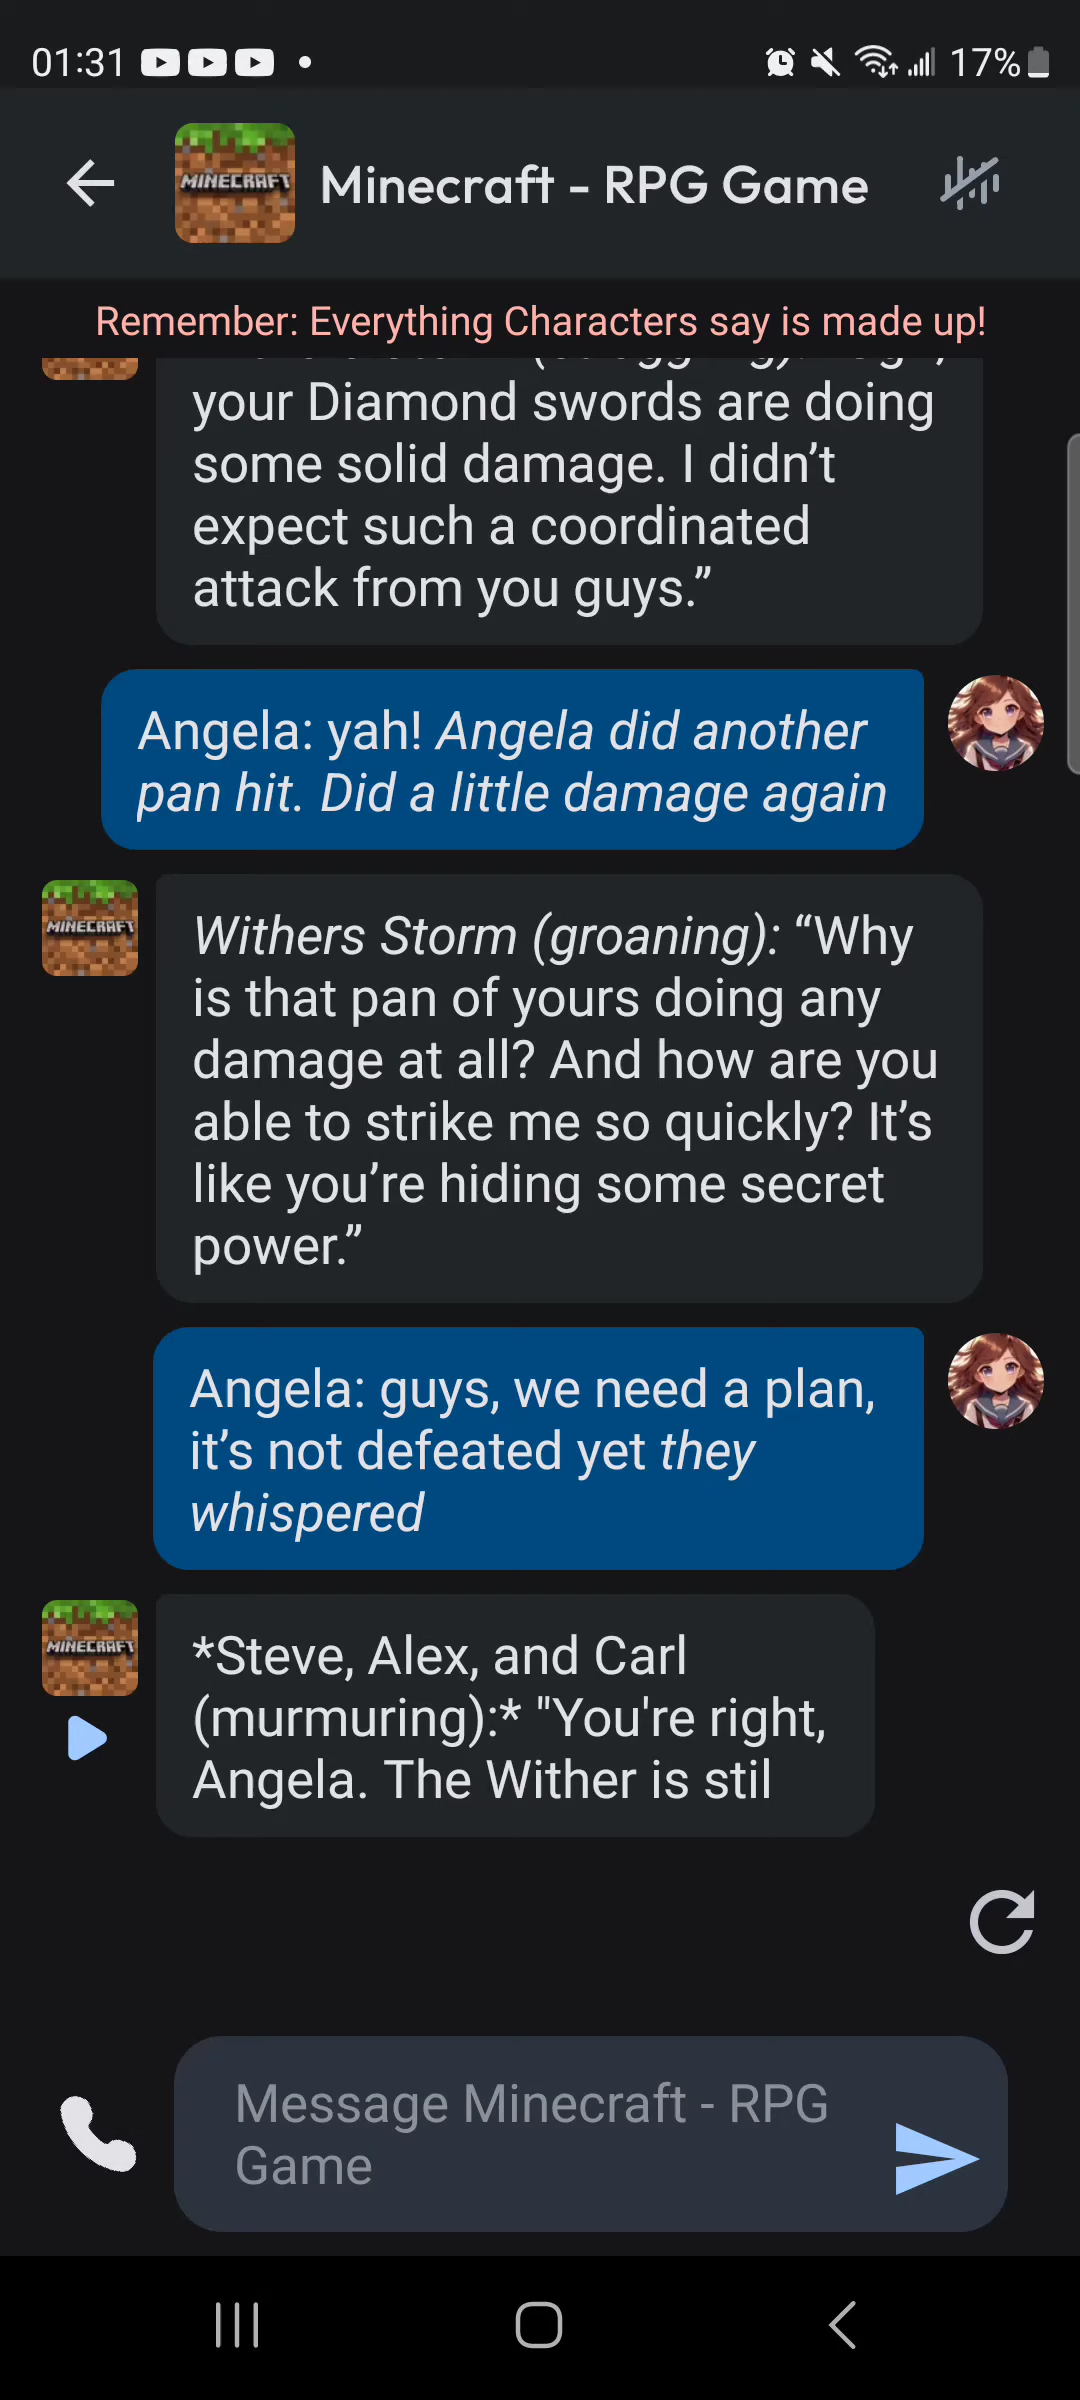 01:31
17%
MINECRAFT
Minecraft - RPG Game
Remember: Everything Characters say is made up!
your Diamond swords are doing
some solid damage. I didn’t
expect such a coordinated
attack from you guys.”
Angela: yah! Angela did another
pan hit. Did a little damage again
MINECRAFT
Withers Storm (groaning): “Why
is that pan of yours doing any
damage at all? And how are you
able to strike me so quickly? It’s
like you’re hiding some secret
power.”
Angela: guys, we need a plan,
it’s not defeated yet they
whispered
MINECRAFT
*Steve, Alex, and Carl
(murmuring):* "You're right,
Angela. The Wither is stil
Message Minecraft - RPG
Game